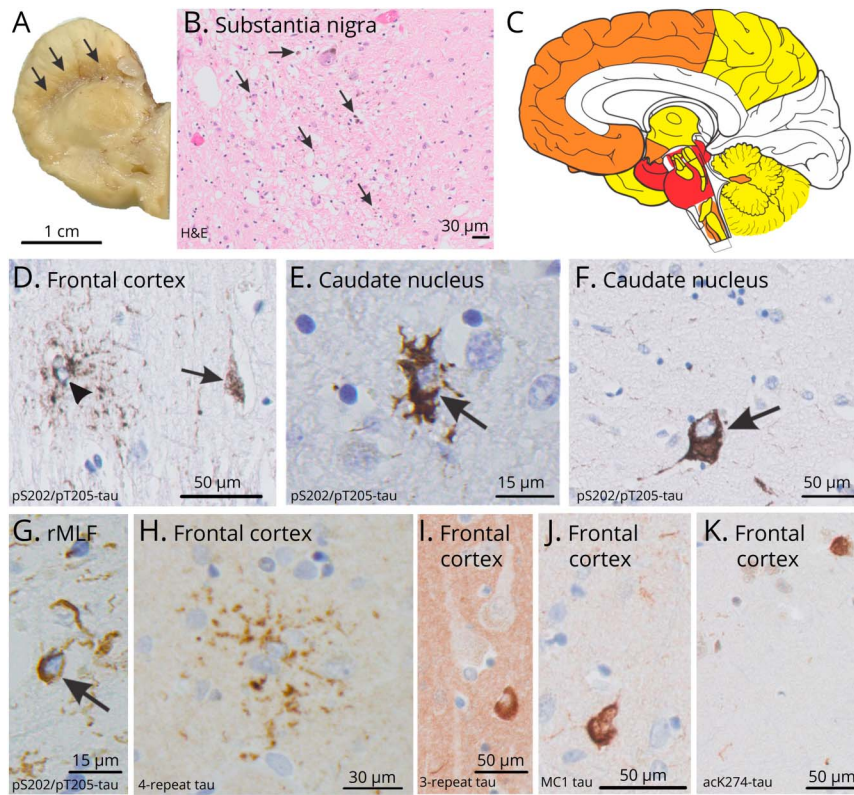 A
B. Substantia nigra
C
1 cm
H&E
30 µm
D. Frontal cortex
E. Caudate nucleus
F. Caudate nucleus
50 µm
15 µm
50 µm
pS202/pT205-tau
pS202/pT205-tau
pS202/pT205-tau
G. rMLF
H. Frontal cortex
I. Frontal
cortex
J. Frontal
cortex
K. Frontal
cortex
15 µm
pS202/pT205-tau
4-repeat tau
30 µm
50 µm
3-repeat tau
MC1 tau
50 µm
acK274-tau
50 µm